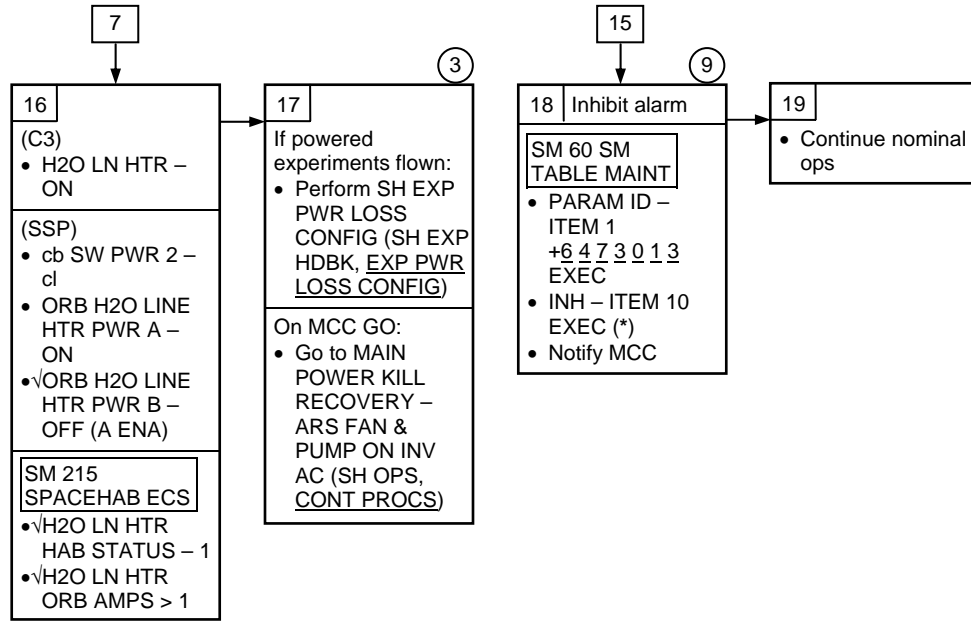 7
16
(C3)
• H2O LN HTR –
ON
(SSP)
• cb SW PWR 2 –
cl
• ORB H2O LINE
HTR PWR A –
ON
•√ORB H2O LINE
HTR PWR B –
OFF (A ENA)
SM 215
SPACEHAB ECS
•√H2O LN HTR
HAB STATUS – 1
•√H2O LN HTR
ORB AMPS > 1
3
17
If powered
experiments flown:
• Perform SH EXP
PWR LOSS
CONFIG (SH EXP
HDBK, EXP PWR
LOSS CONFIG)
On MCC GO:
• Go to MAIN
POWER KILL
RECOVERY –
ARS FAN &
PUMP ON INV
AC (SH OPS,
CONT PROCS)
15
9
18 Inhibit alarm
SM 60 SM
TABLE MAINT
• PARAM ID –
ITEM 1
+6 4 7 3 0 1 3
EXEC
• INH – ITEM 10
EXEC (*)
• Notify MCC
19
• Continue nominal
ops